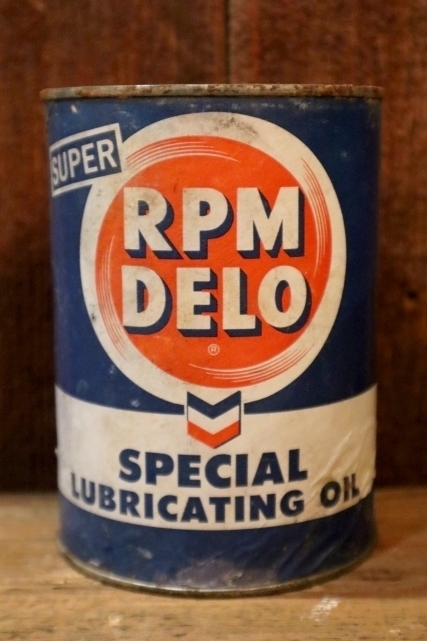 SUPER
RPM
DELO
®
SPECIAL
LUBRICATING OIL